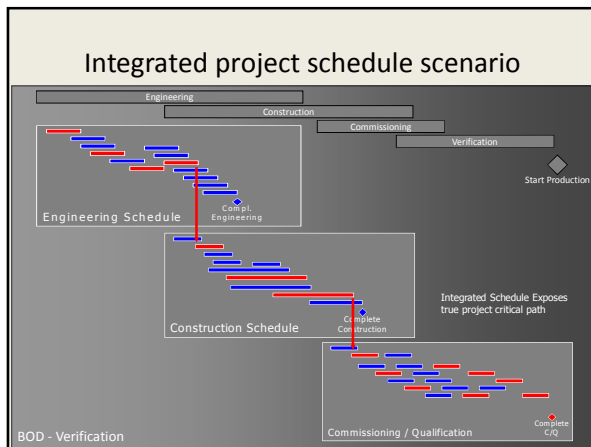 Integrated project schedule scenario
Engineering
Construction
Commissioning
Verification
Start Production
Compl.
Engineering
Engineering Schedule
Integrated Schedule Exposes
true project critical path
Complete
Construction
Construction Schedule
Complete
C/Q
BOD - Verification
Commissioning / Qualification